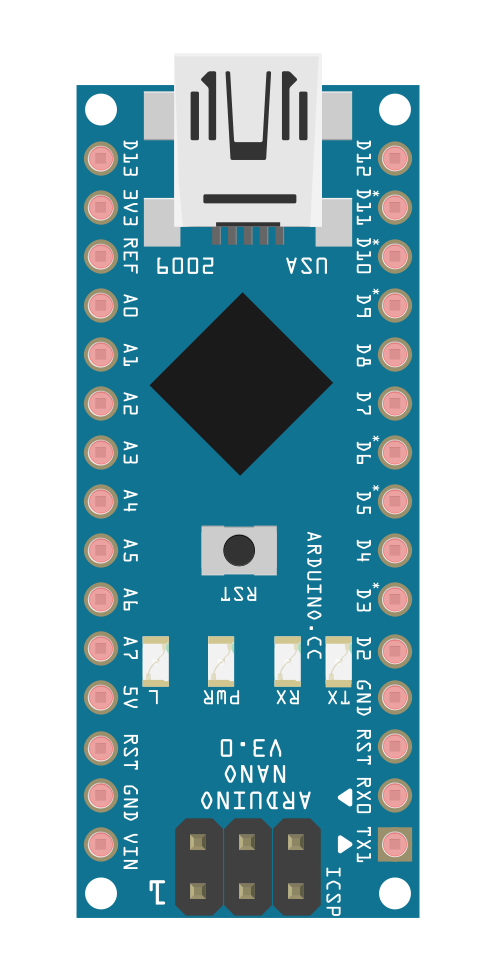 D13
3V3
REF
A0
A1
A2
A3
A4
A5
A6
A7
5V
RST
GND
VIN
USA
2009
RST
ARDUINO.CC
L
PWR
RX
TX
ARDUINO
NANO
V3.0
1
ICSP
D12
D11*
D10*
D9*
D8
D7
D6*
D5*
D4
D3*
D2
GND
RST
RX0
TX1